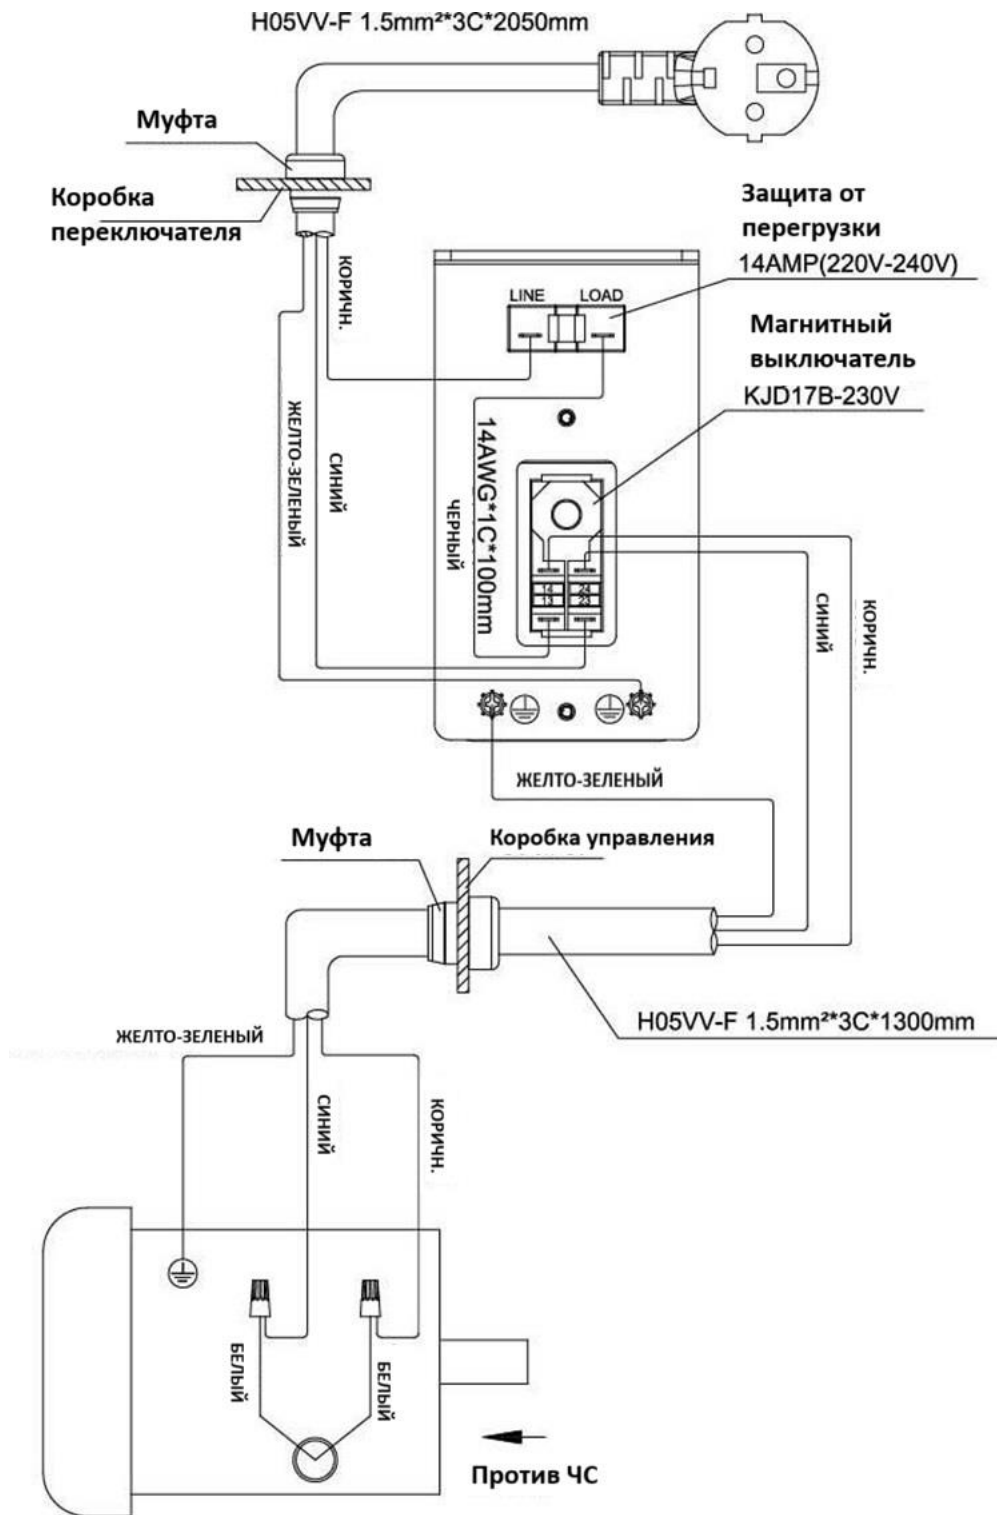 H05VV-F 1.5mm²*3C*2050mm
Муфта
Коробка
переключателя
Защита от
перегрузки
14AMP(220V-240V)
LINE LOAD
КОРИЧН.
Магнитный
выключатель
KJD17B-230V
ЖЕЛТО-ЗЕЛЕНЫЙ
СИНИЙ
ЧЕРНЫЙ
14AWG*1C*100mm
14 24
13 23
СИНИЙ
КОРИЧН.
ЖЕЛТО-ЗЕЛЕНЫЙ
Муфта
Коробка управления
H05VV-F 1.5mm²*3C*1300mm
ЖЕЛТО-ЗЕЛЕНЫЙ
СИНИЙ
КОРИЧН.
БЕЛЫЙ
БЕЛЫЙ
Против ЧС